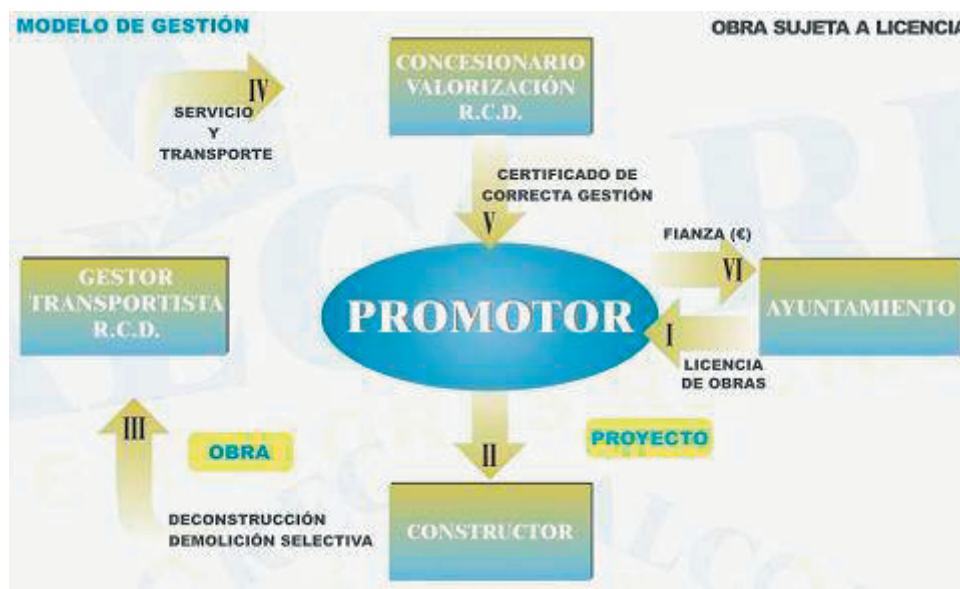 MODELO DE GESTIÓN
OBRA SUJETA A LICENCIA
CONCESIONARIO
VALORIZACIÓN
R.C.D.
IV
SERVICIO
Y
TRANSPORTE
CERTIFICADO DE
CORRECTA GESTIÓN
V
FIANZA (€)
VI
GESTOR
TRANSPORTISTA
R.C.D.
PROMOTOR
AYUNTAMIENTO
I
LICENCIA
DE OBRAS
III
OBRA
II
PROYECTO
DECONSTRUCCIÓN
DEMOLICIÓN SELECTIVA
CONSTRUCTOR